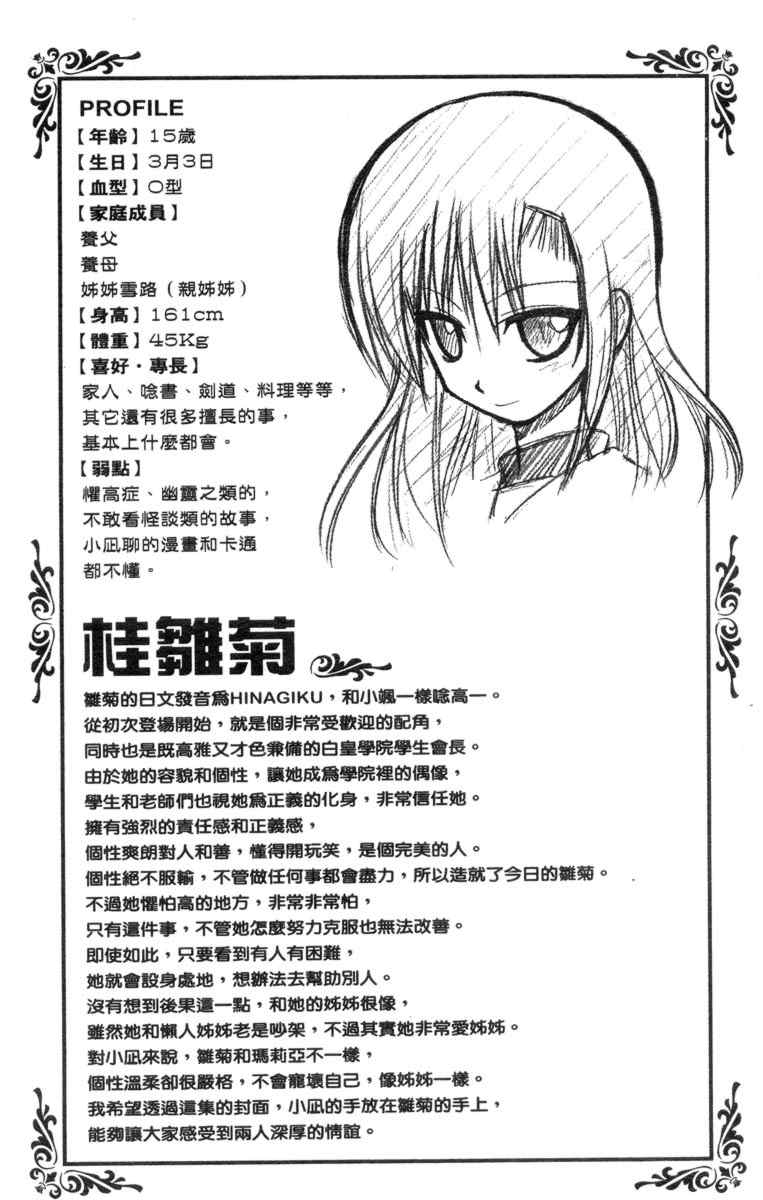 PROFILE
【年齡】15歲
【生日】3月3日
【血型】O型
【家庭成員】
養父
養母
姊姊雪路（親姊姊）
【身高】161cm
【體重】45Kg
【喜好・專長】
家人、唸書、劍道、料理等等，
其它還有很多擅長的事，
基本上什麼都會。
【弱點】
懼高症、幽靈之類的，
不敢看怪談類的故事，
小凪聊的漫畫和卡通
都不懂。
桂雛菊
雛菊的日文發音為HINAGIKU，和小颯一樣唸高一。
從初次登場開始，就是個非常受歡迎的配角，
同時也是既高雅又才色兼備的白皇學院學生會長。
由於她的容貌和個性，讓她成為學院裡的偶像，
學生和老師們也視她為正義的化身，非常信任她。
擁有強烈的責任感和正義感，
個性爽朗對人和善，懂得開玩笑，是個完美的人。
個性絕不服輸，不管做任何事都會盡力，所以造就了今日的雛菊。
不過她懼怕高的地方，非常非常怕，
只有這件事，不管她怎麼努力克服也無法改善。
即使如此，只要看到有人有困難，
她就會設身處地，想辦法去幫助別人。
沒有想到後果這一點，和她的姊姊很像，
雖然她和懶人姊姊老是吵架，不過其實她非常愛姊姊。
對小凪來說，雛菊和瑪莉亞不一樣，
個性溫柔卻很嚴格，不會寵壞自己，像姊姊一樣。
我希望透過這集的封面，小凪的手放在雛菊的手上，
能夠讓大家感受到兩人深厚的情誼。